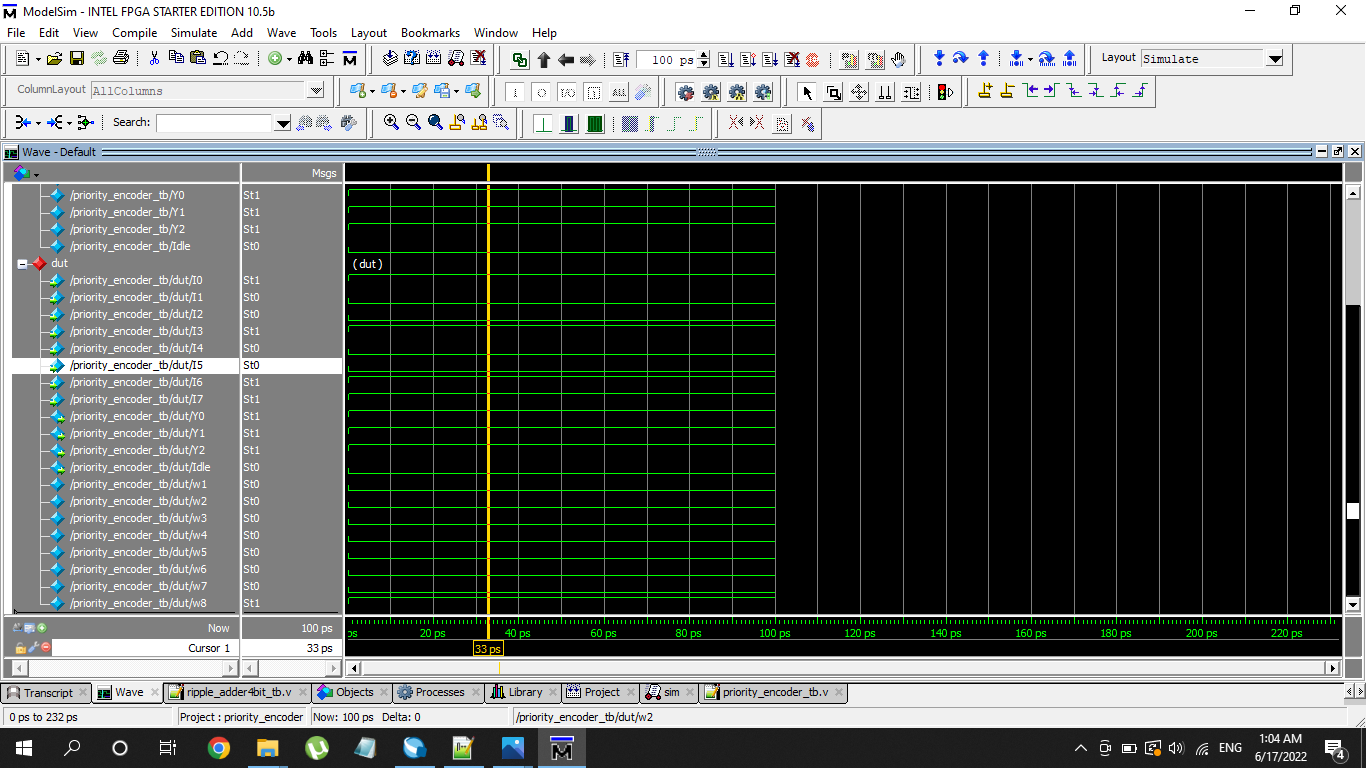 ModelSim - INTEL FPGA STARTER EDITION 10.5b
File Edit View Compile Simulate Add Wave Tools Layout Bookmarks Window Help
100 ps
Layout Simulate
ColumnLayout AllColumns
Search:
Wave - Default
Msgs
/priority_encoder_tb/Y0 St1
/priority_encoder_tb/Y1 St1
/priority_encoder_tb/Y2 St1
/priority_encoder_tb/Idle St0
dut (dut)
/priority_encoder_tb/dut/I0 St1
/priority_encoder_tb/dut/I1 St0
/priority_encoder_tb/dut/I2 St0
/priority_encoder_tb/dut/I3 St1
/priority_encoder_tb/dut/I4 St0
/priority_encoder_tb/dut/I5 St0
/priority_encoder_tb/dut/I6 St1
/priority_encoder_tb/dut/I7 St1
/priority_encoder_tb/dut/Y0 St1
/priority_encoder_tb/dut/Y1 St1
/priority_encoder_tb/dut/Y2 St1
/priority_encoder_tb/dut/Idle St0
/priority_encoder_tb/dut/w1 St0
/priority_encoder_tb/dut/w2 St0
/priority_encoder_tb/dut/w3 St0
/priority_encoder_tb/dut/w4 St0
/priority_encoder_tb/dut/w5 St0
/priority_encoder_tb/dut/w6 St0
/priority_encoder_tb/dut/w7 St0
/priority_encoder_tb/dut/w8 St1
Now 100 ps ps 20 ps 40 ps 60 ps 80 ps 100 ps 120 ps 140 ps 160 ps 180 ps 200 ps 220 ps
Cursor 1 33 ps 33 ps
Transcript Wave ripple_adder4bit_tb.v Objects Processes Library Project sim priority_encoder_tb.v
0 ps to 232 ps Project : priority_encoder Now: 100 ps Delta: 0 /priority_encoder_tb/dut/w2
ENG
1:04 AM
6/17/2022
4